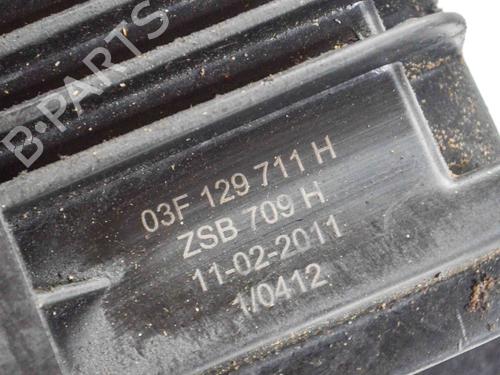 B-PARTS
03F 129 711 H
ZSB 709 H
11-02-2011
1/0412